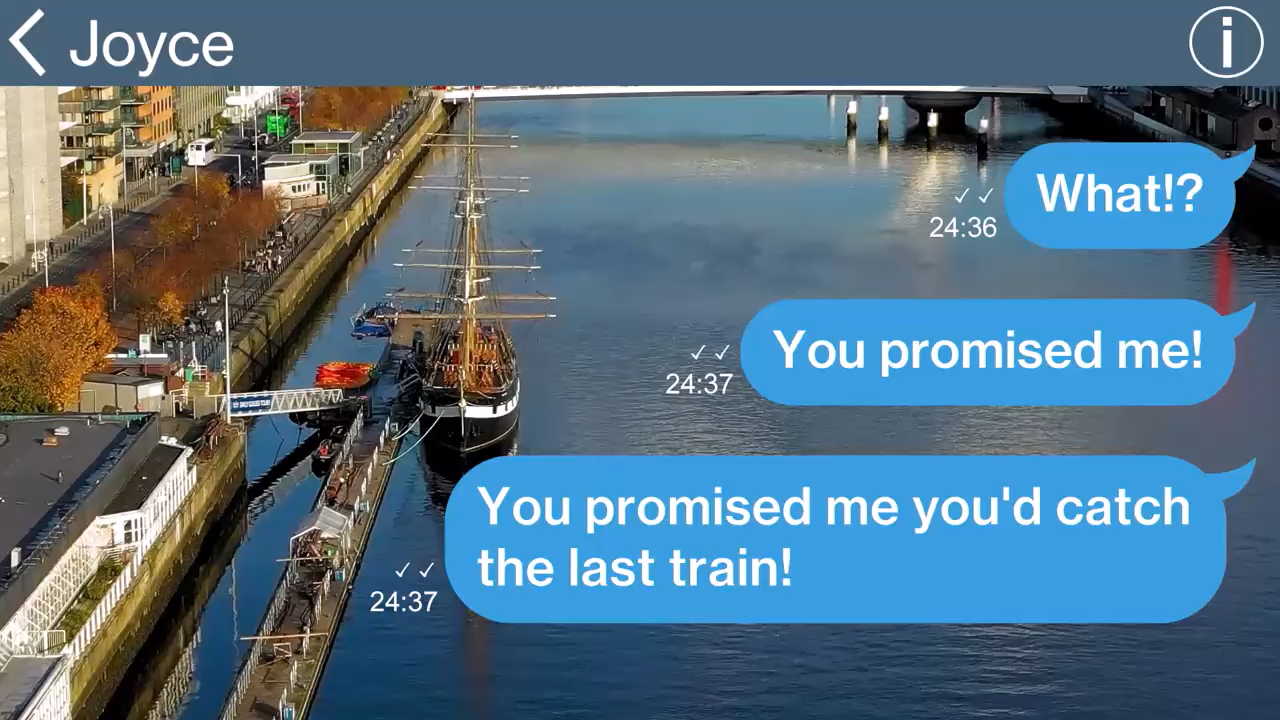 Joyce
What!?
24:36
You promised me!
24:37
You promised me you'd catch
the last train!
24:37